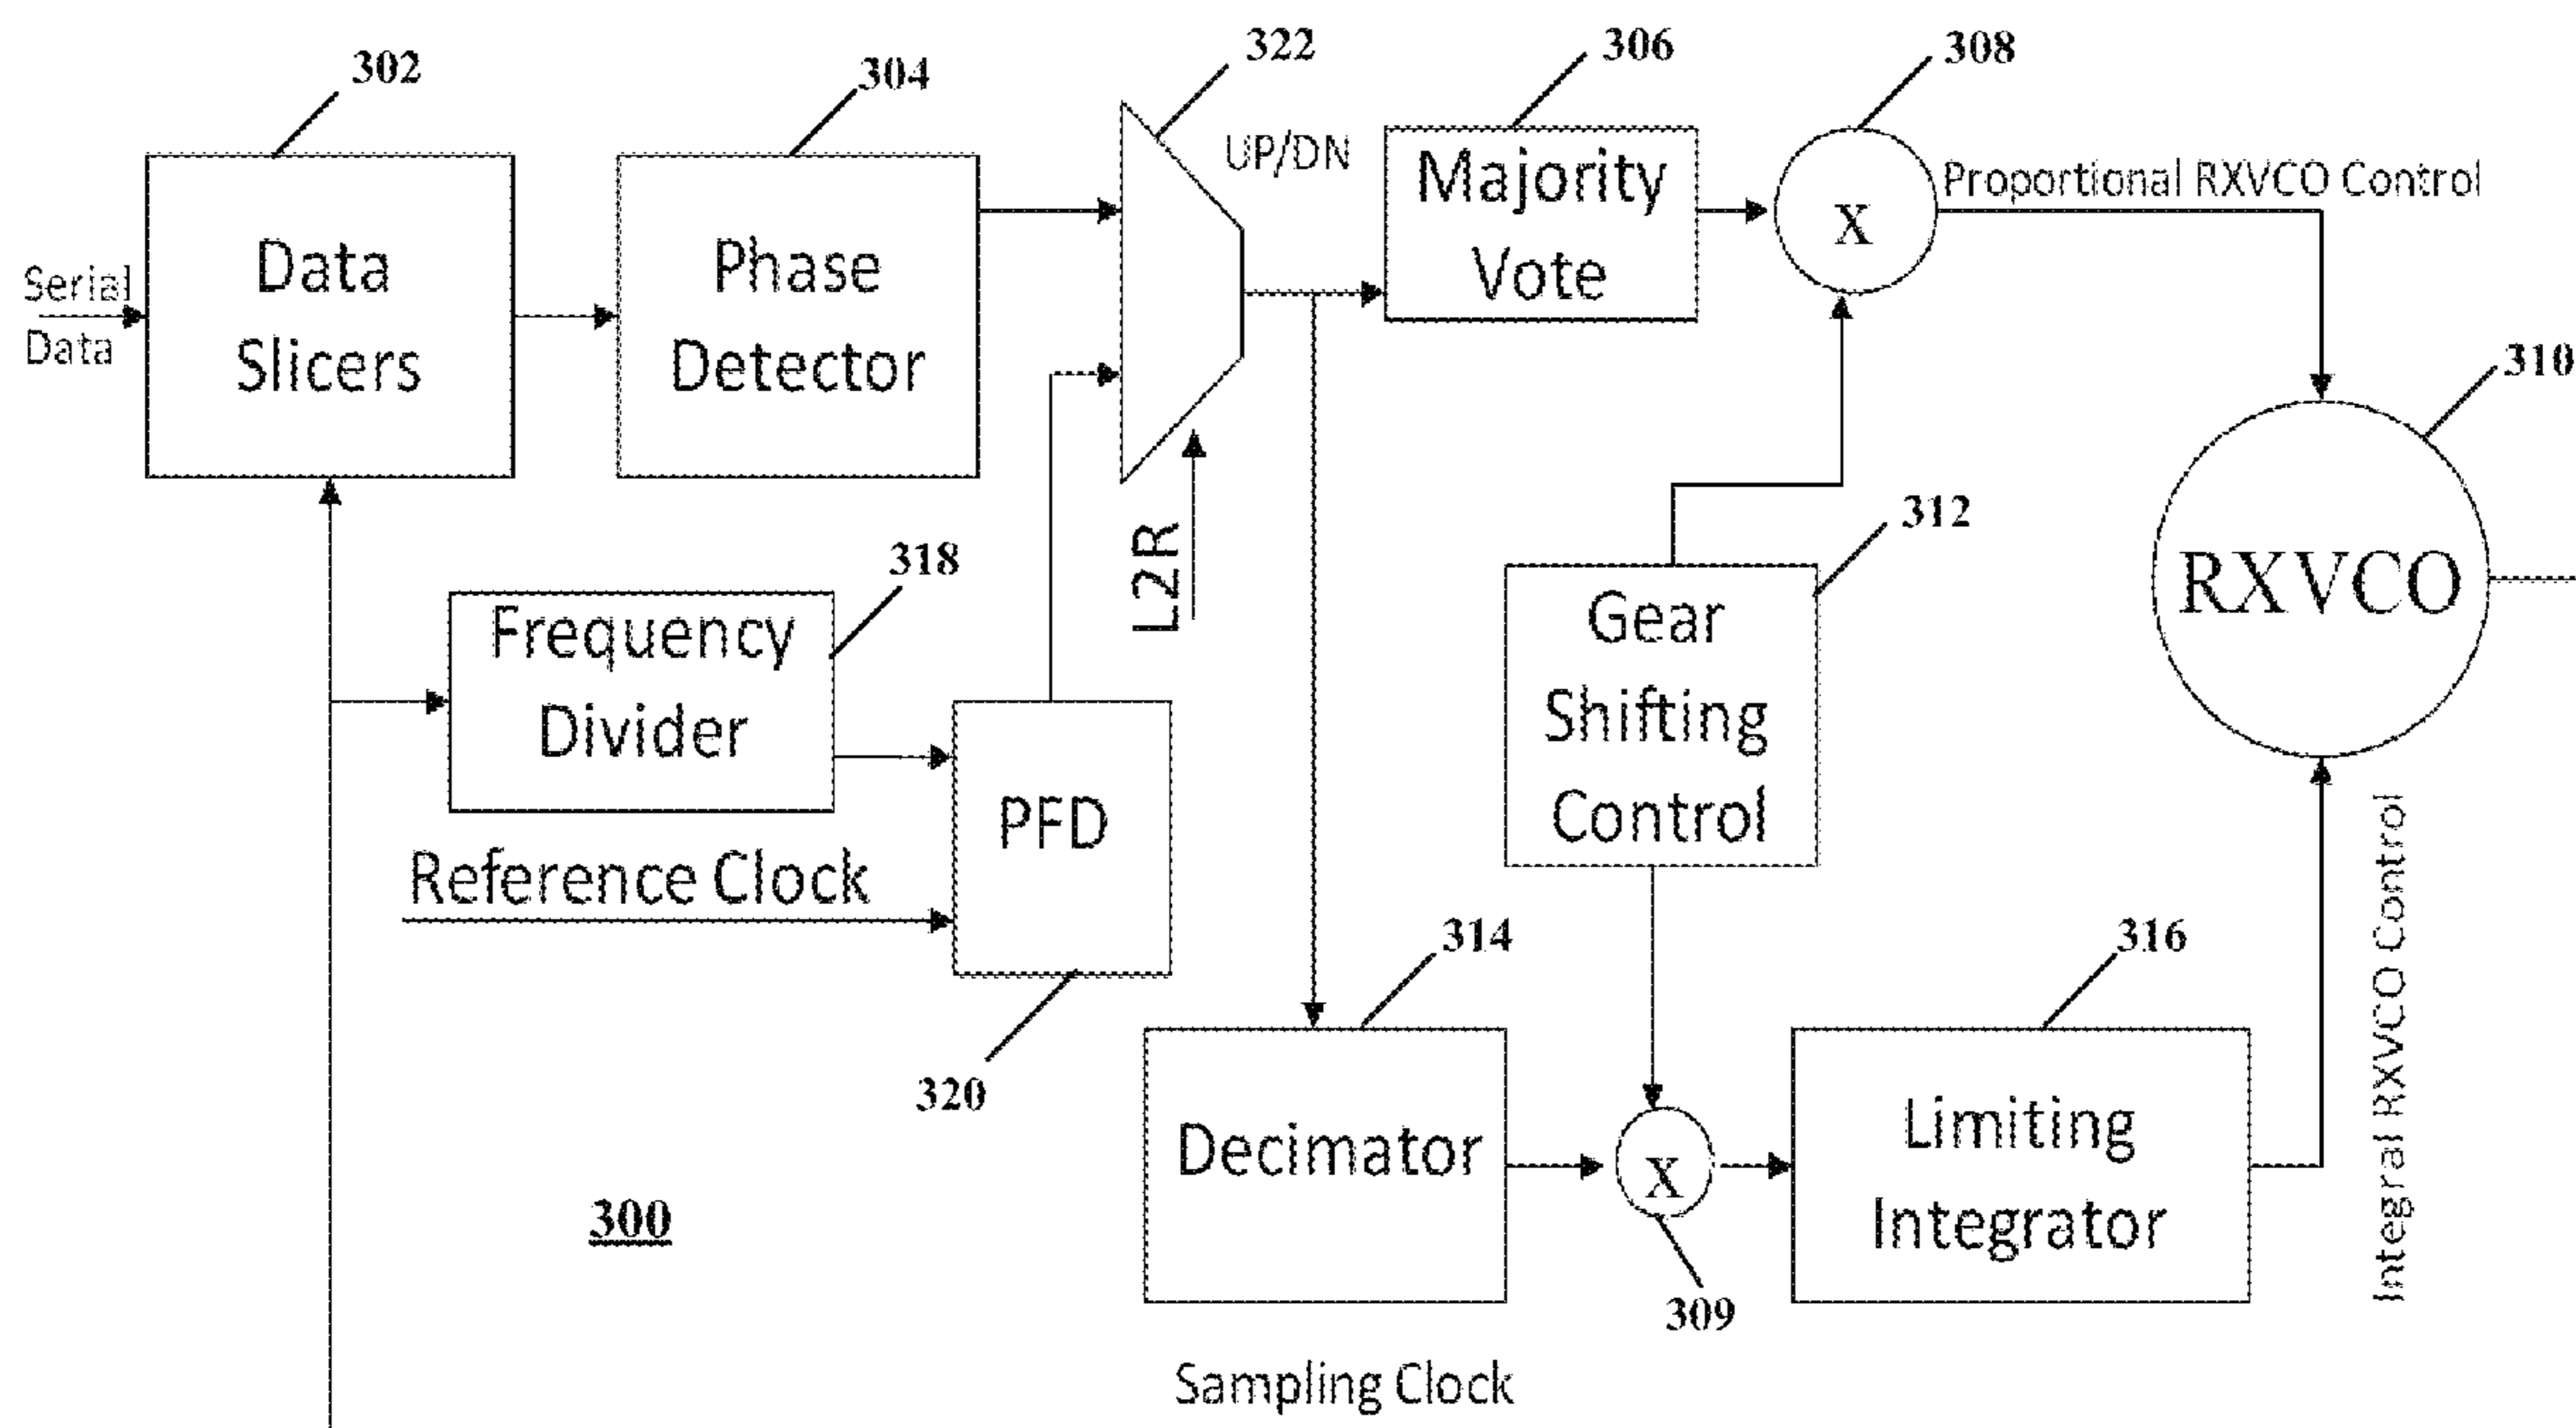 302
304
322
306
308
UP/DN
Data
Slicers
Phase
Detector
Majority
Vote
X
Proportional RXVCO Control
Serial
Data
310
L2R
318
312
Frequency
Divider
Gear
Shifting
Control
RXVCO
PFD
Reference Clock
320
314
316
Integral RXVCO Control
Decimator
X
Limiting
Integrator
300
309
Sampling Clock